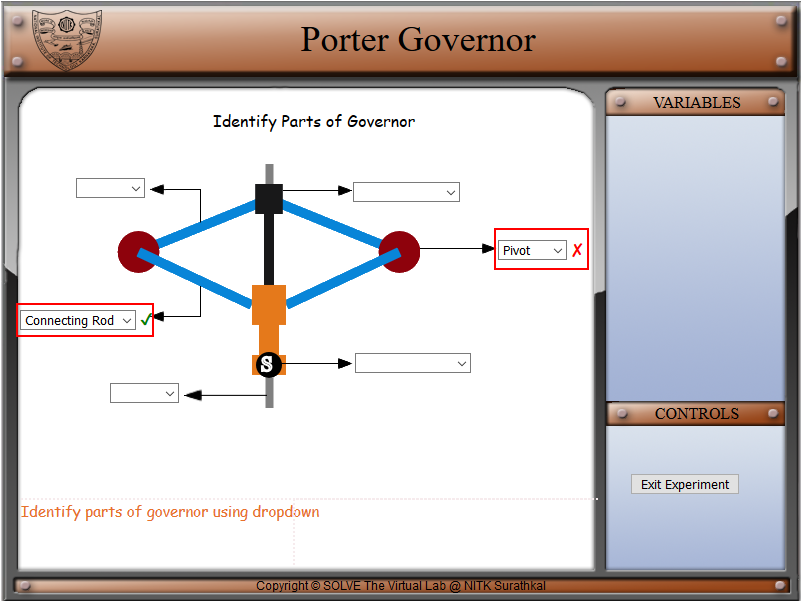 Porter Governor
Identify Parts of Governor
Pivot ✗
Connecting Rod ✓
S
Identify parts of governor using dropdown
VARIABLES
CONTROLS
Exit Experiment
Copyright © SOLVE The Virtual Lab @ NITK Surathkal